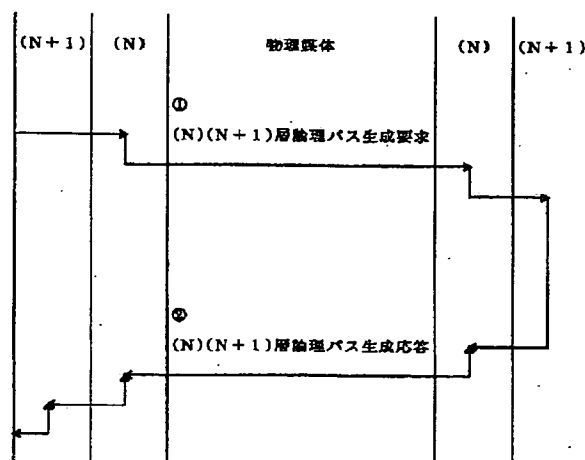 (N+1) (N) 物理媒体 (N) (N+1)
①
(N)(N+1)層論理パス生成要求
②
(N)(N+1)層論理パス生成応答